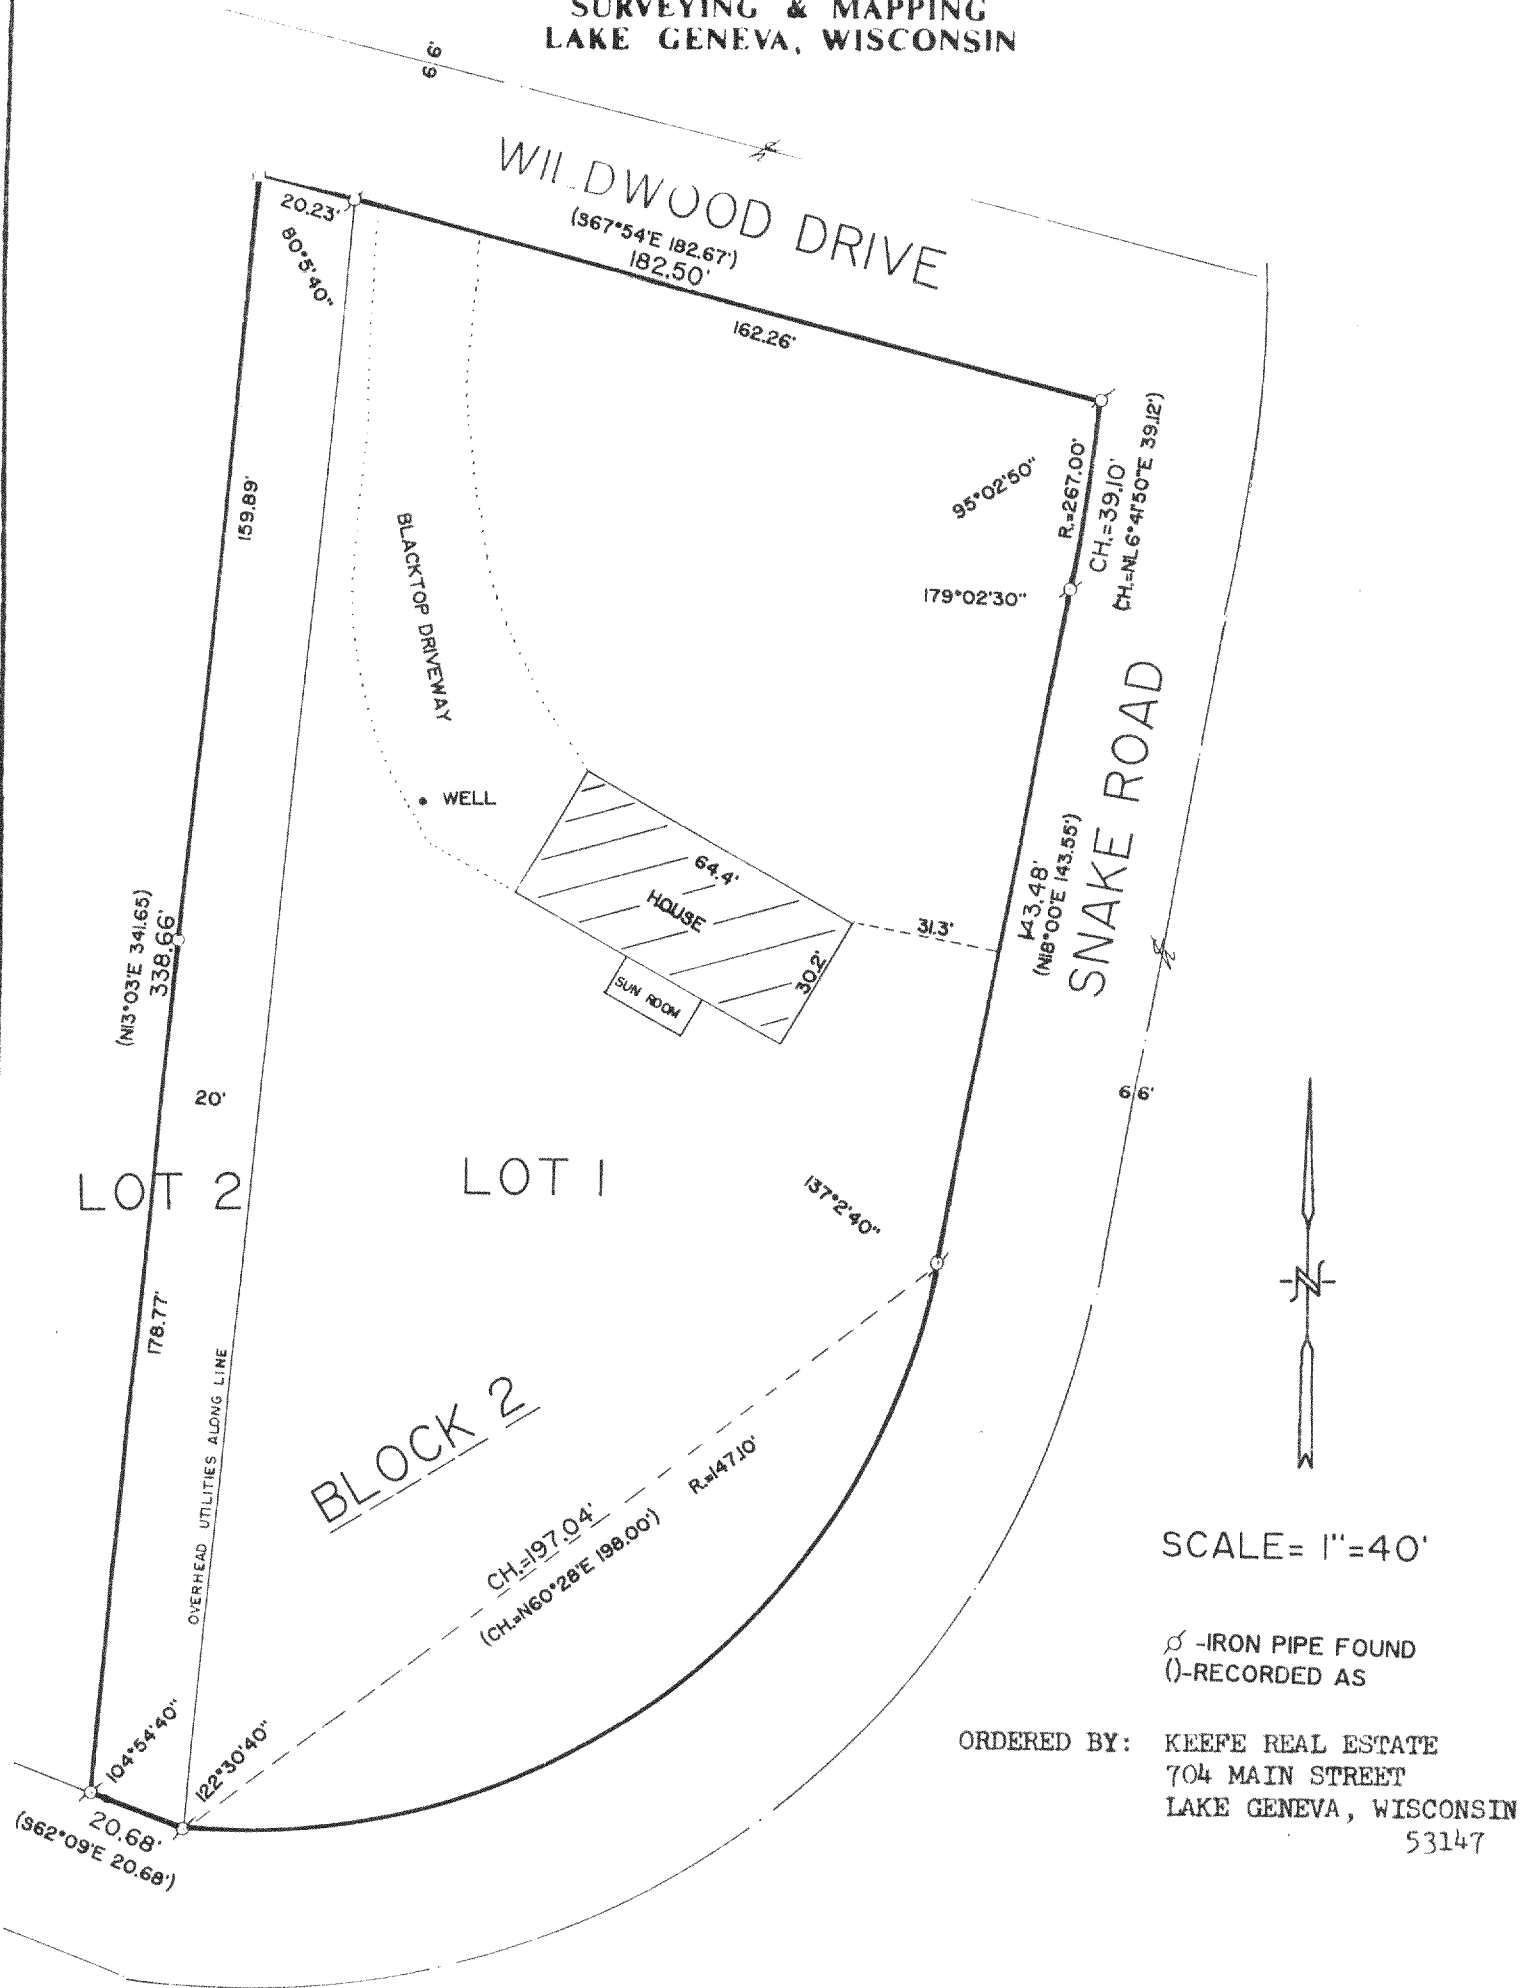 SURVEYING & MAPPING
LAKE GENEVA, WISCONSIN
66'
WILDWOOD DRIVE
(S67°54'E 182.67')
182.50'
20.23'
80°5'40"
162.26'
159.89'
BLACKTOP DRIVEWAY
95°02'50"
R.=267.00'
CH.=39.10'
CH.=N16°41'50"E 39.12')
179°02'30"
SNAKE ROAD
WELL
64.4'
HOUSE
30.2'
SUN ROOM
31.3'
143.48'
(N18°00'E 143.55')
(N13°03'E 341.65)
338.66'
20'
66'
LOT 2
LOT 1
137°2'40"
N
178.77'
OVERHEAD UTILITIES ALONG LINE
BLOCK 2
CH.=197.04'
(CH.=N60°28'E 198.00')
R.=147.10'
SCALE= 1"=40'
-IRON PIPE FOUND
()-RECORDED AS
104°54'40"
122°30'40"
20.68'
(S62°09'E 20.68')
ORDERED BY: KEEFE REAL ESTATE
704 MAIN STREET
LAKE GENEVA, WISCONSIN
53147